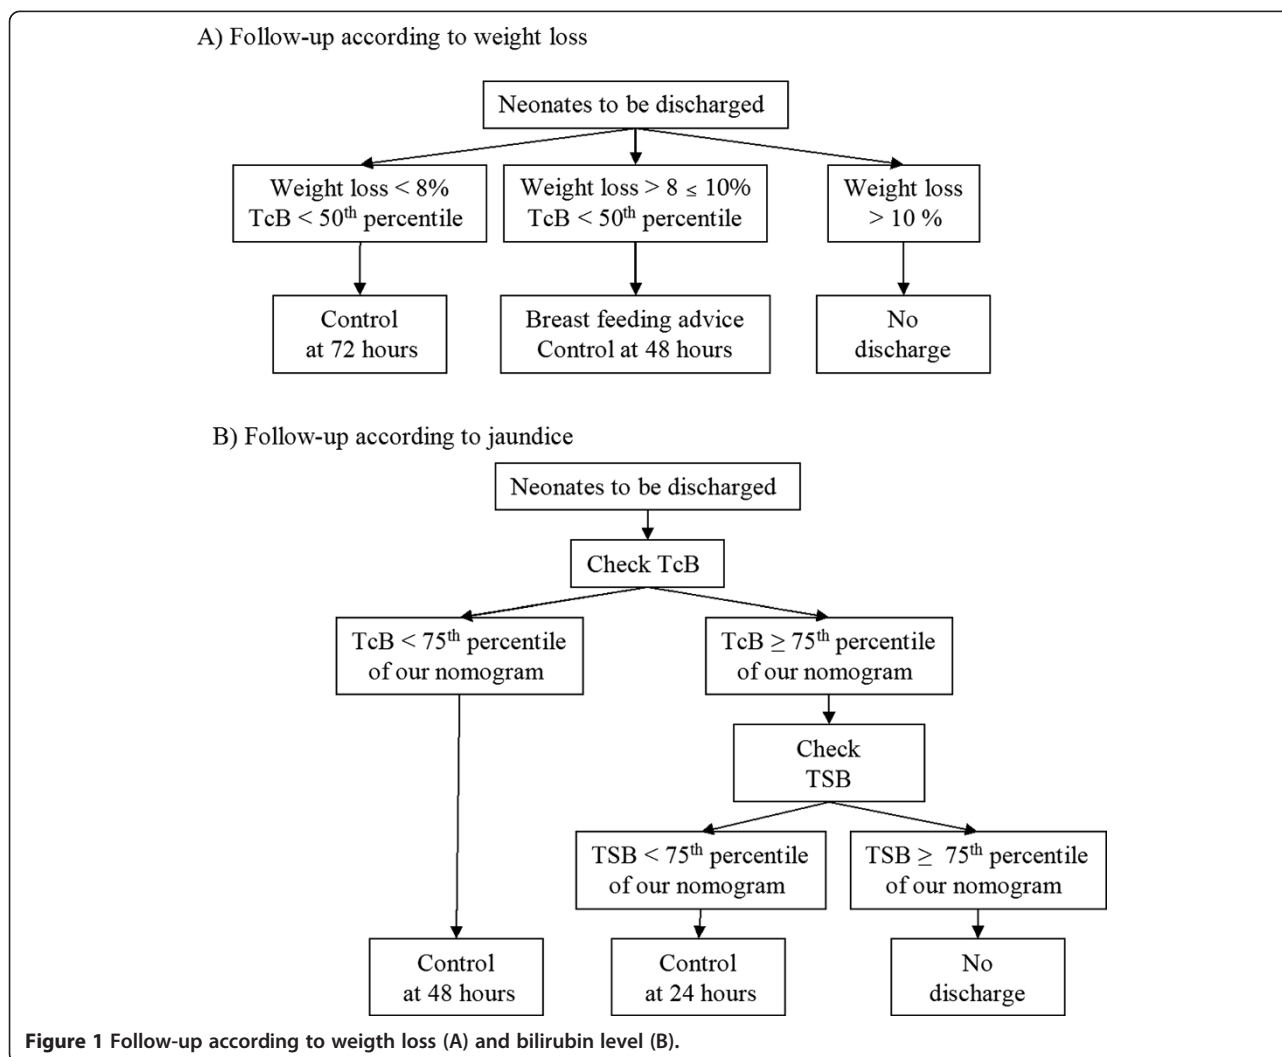 A) Follow-up according to weight loss
Neonates to be discharged
Weight loss < 8%
TcB < 50th percentile
Weight loss > 8 ≤ 10%
TcB < 50th percentile
Weight loss
> 10 %
Control
at 72 hours
Breast feeding advice
Control at 48 hours
No
discharge
B) Follow-up according to jaundice
Neonates to be discharged
Check TcB
TcB < 75th percentile
of our nomogram
TcB ≥ 75th percentile
of our nomogram
Check
TSB
TSB < 75th percentile
of our nomogram
TSB ≥ 75th percentile
of our nomogram
Control
at 48 hours
Control
at 24 hours
No
discharge
Figure 1 Follow-up according to weigth loss (A) and bilirubin level (B).